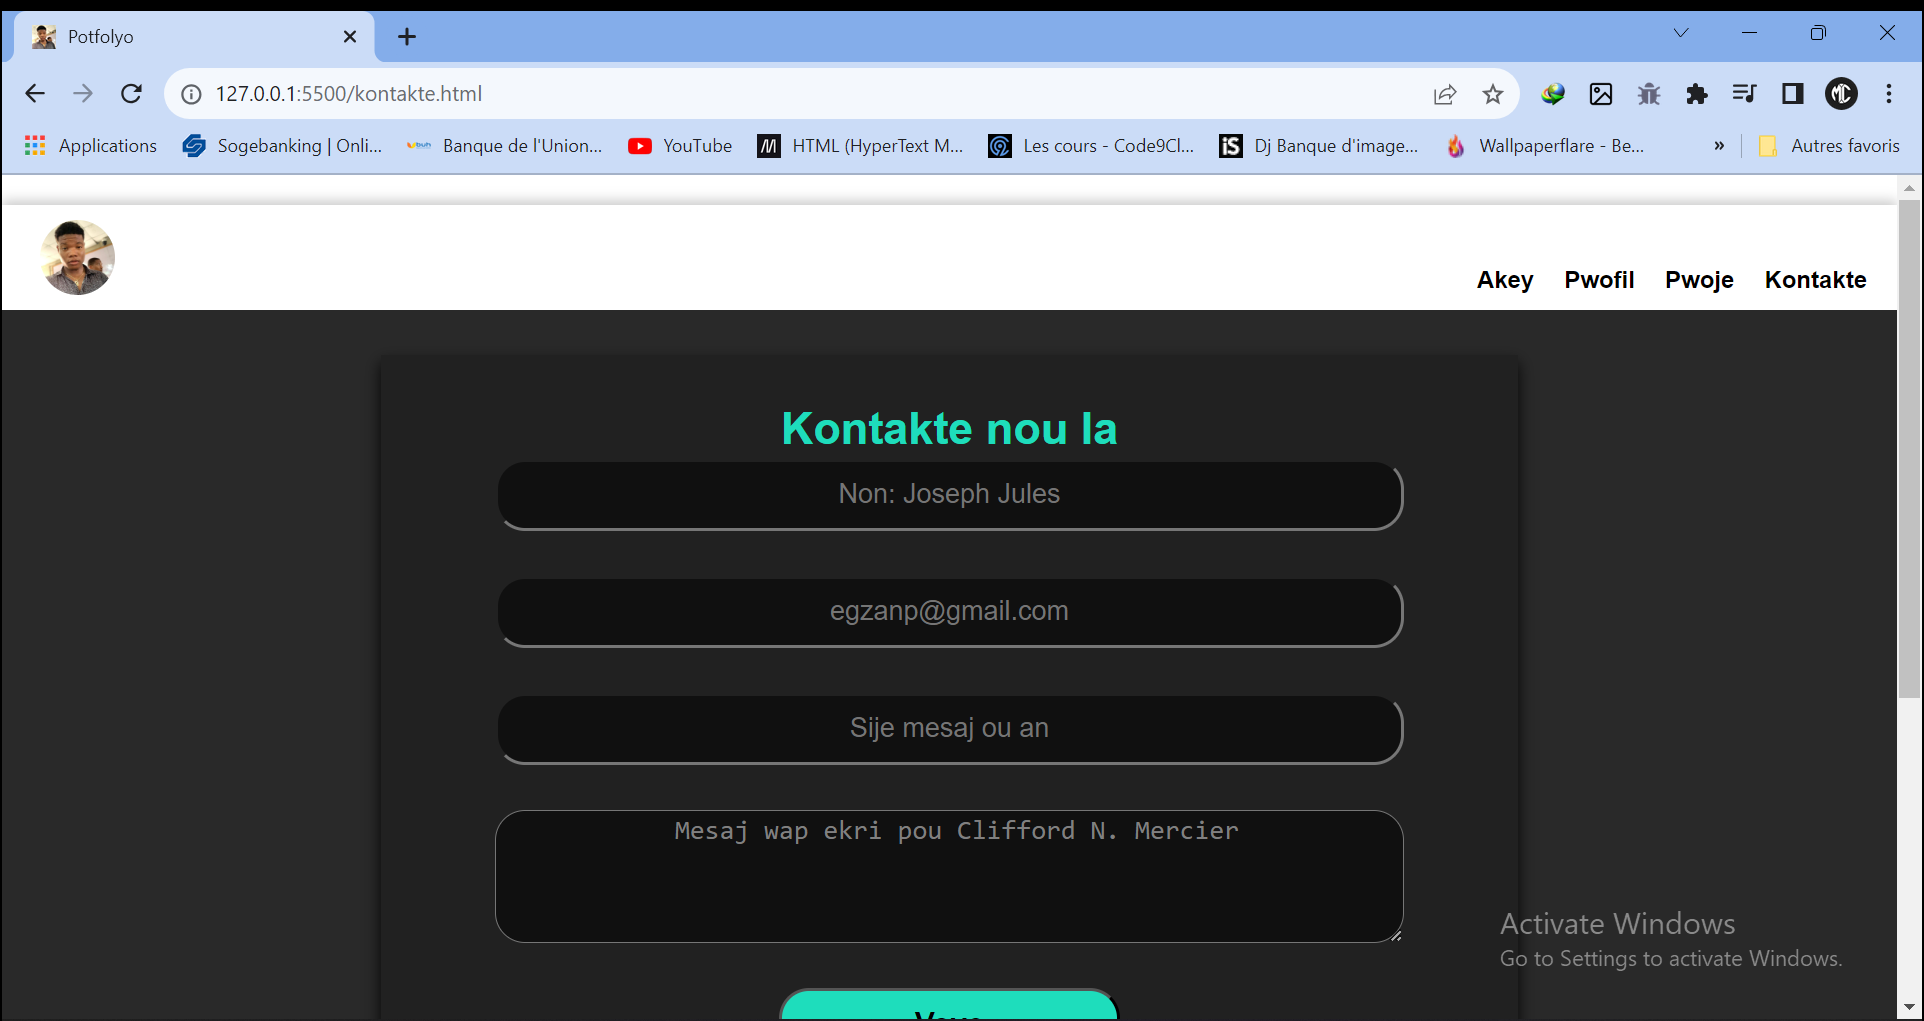 Potfolyo
127.0.0.1:5500/kontakte.html
Applications
Sogebanking | Onli...
Banque de l'Union...
YouTube
HTML (HyperText M...
Les cours - Code9Cl...
Dj Banque d'image...
Wallpaperflare - Be...
»
Autres favoris
Akey Pwofil Pwoje Kontakte
Kontakte nou la
Non: Joseph Jules
egzanp@gmail.com
Sije mesaj ou an
Mesaj wap ekri pou Clifford N. Mercier
Activate Windows
Go to Settings to activate Windows.